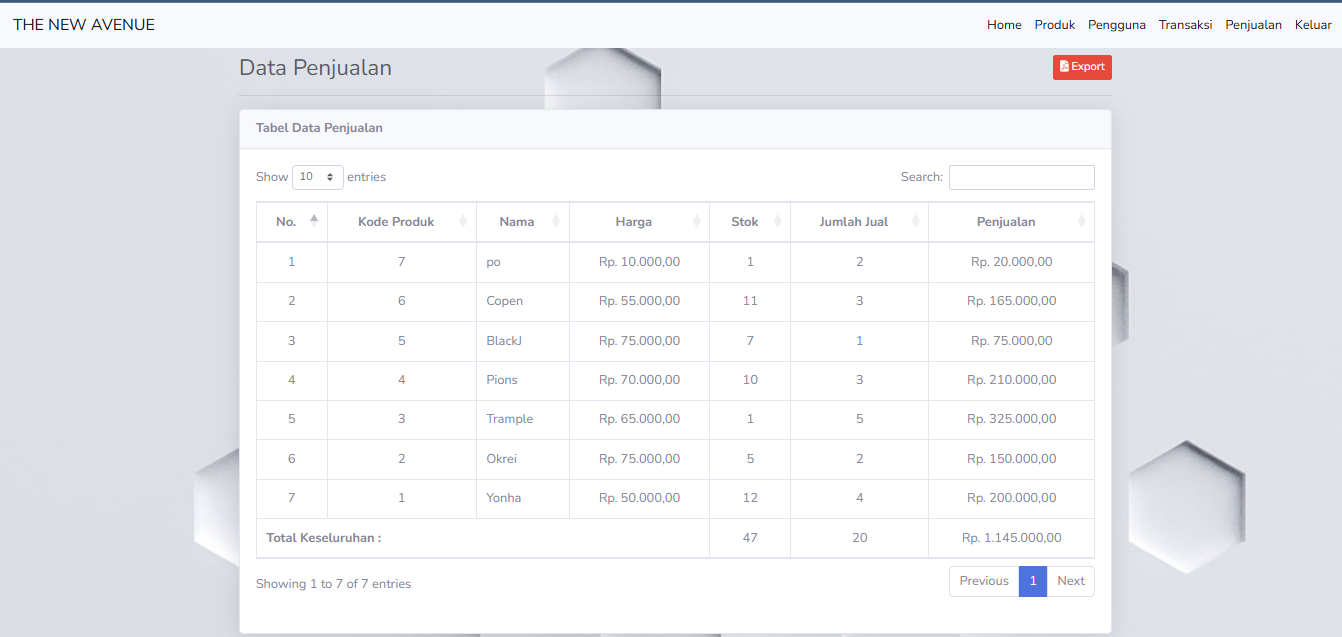 THE NEW AVENUE Home Produk Pengguna Transaksi Penjualan Keluar
Data Penjualan Export
Tabel Data Penjualan
Show 10 entries Search:
No. Kode Produk Nama Harga Stok Jumlah Jual Penjualan
1 7 po Rp. 10.000,00 1 2 Rp. 20.000,00
2 6 Copen Rp. 55.000,00 11 3 Rp. 165.000,00
3 5 BlackJ Rp. 75.000,00 7 1 Rp. 75.000,00
4 4 Pions Rp. 70.000,00 10 3 Rp. 210.000,00
5 3 Trample Rp. 65.000,00 1 5 Rp. 325.000,00
6 2 Okrei Rp. 75.000,00 5 2 Rp. 150.000,00
7 1 Yonha Rp. 50.000,00 12 4 Rp. 200.000,00
Total Keseluruhan : 47 20 Rp. 1.145.000,00
Showing 1 to 7 of 7 entries Previous 1 Next